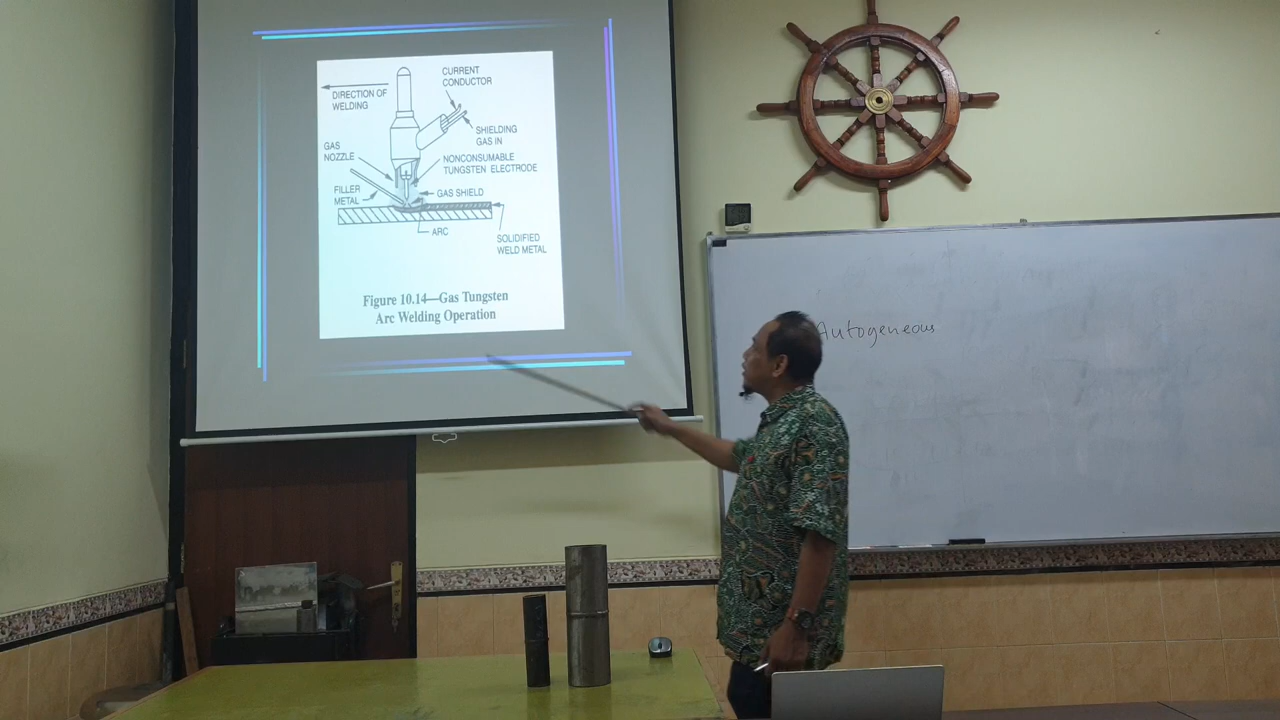 CURRENT
CONDUCTOR
DIRECTION OF
WELDING
SHIELDING
GAS IN
GAS
NOZZLE
NONCONSUMABLE
TUNGSTEN ELECTRODE
FILLER
METAL
GAS SHIELD
ARC
SOLIDIFIED
WELD METAL
Figure 10.14—Gas Tungsten
Arc Welding Operation
Autogeneous